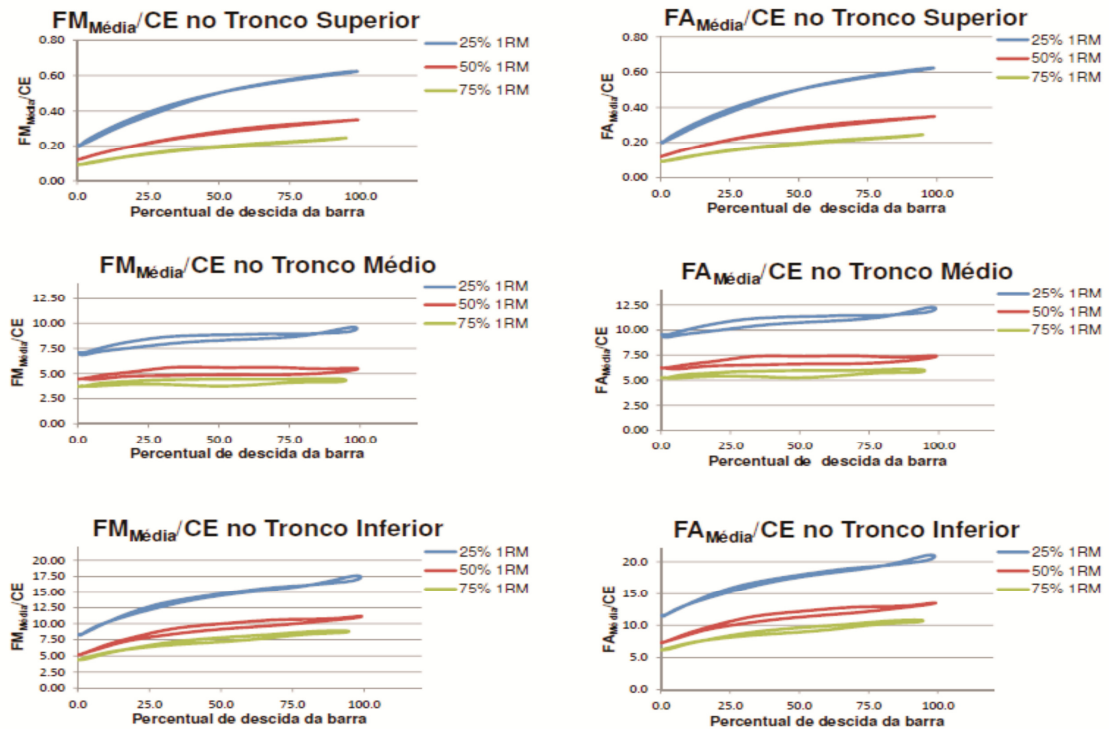 FMMédia/CE no Tronco Superior
0.80
0.60
0.40
0.20
0.00
FMMédia/CE
0.0 25.0 50.0 75.0 100.0
Percentual de descida da barra
25% 1RM
50% 1RM
75% 1RM
FAMédia/CE no Tronco Superior
0.80
0.60
0.40
0.20
0.00
FAMédia/CE
0.0 25.0 50.0 75.0 100.0
Percentual de descida da barra
25% 1RM
50% 1RM
75% 1RM
FMMédia/CE no Tronco Médio
12.50
10.00
7.50
5.00
2.50
0.00
FMMédia/CE
0.0 25.0 50.0 75.0 100.0
Percentual de descida da barra
25% 1RM
50% 1RM
75% 1RM
FAMédia/CE no Tronco Médio
12.50
10.00
7.50
5.00
2.50
0.00
FAMédia/CE
0.0 25.0 50.0 75.0 100.0
Percentual de descida da barra
25% 1RM
50% 1RM
75% 1RM
FMMédia/CE no Tronco Inferior
20.00
17.50
15.00
12.50
10.00
7.50
5.00
2.50
0.00
FMMédia/CE
0.0 25.0 50.0 75.0 100.0
Percentual de descida da barra
25% 1RM
50% 1RM
75% 1RM
FAMédia/CE no Tronco Inferior
20.0
15.0
10.0
5.0
0.0
FAMédia/CE
0.0 25.0 50.0 75.0 100.0
Percentual de descida da barra
25% 1RM
50% 1RM
75% 1RM